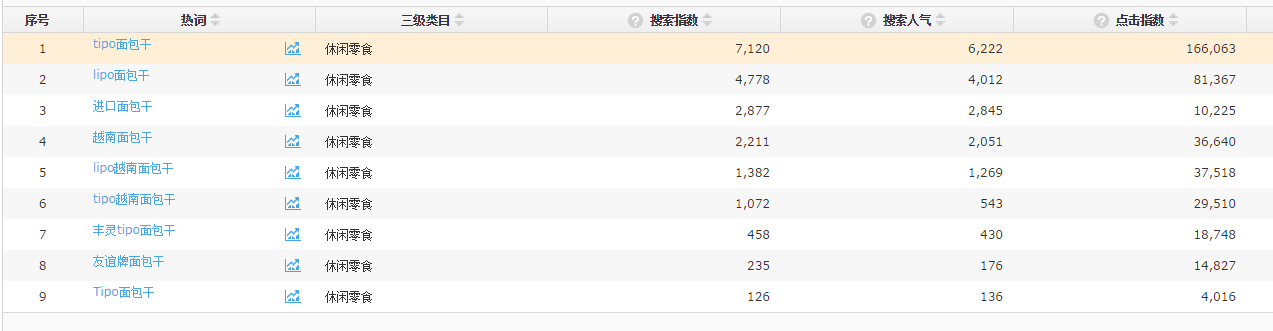 序号 热词 三级类目 ? 搜索指数 ? 搜索人气 ? 点击指数
1 tipo面包干 休闲零食 7,120 6,222 166,063
2 lipo面包干 休闲零食 4,778 4,012 81,367
3 进口面包干 休闲零食 2,877 2,845 10,225
4 越南面包干 休闲零食 2,211 2,051 36,640
5 lipo越南面包干 休闲零食 1,382 1,269 37,518
6 tipo越南面包干 休闲零食 1,072 543 29,510
7 丰灵tipo面包干 休闲零食 458 430 18,748
8 友谊牌面包干 休闲零食 235 176 14,827
9 Tipo面包干 休闲零食 126 136 4,016